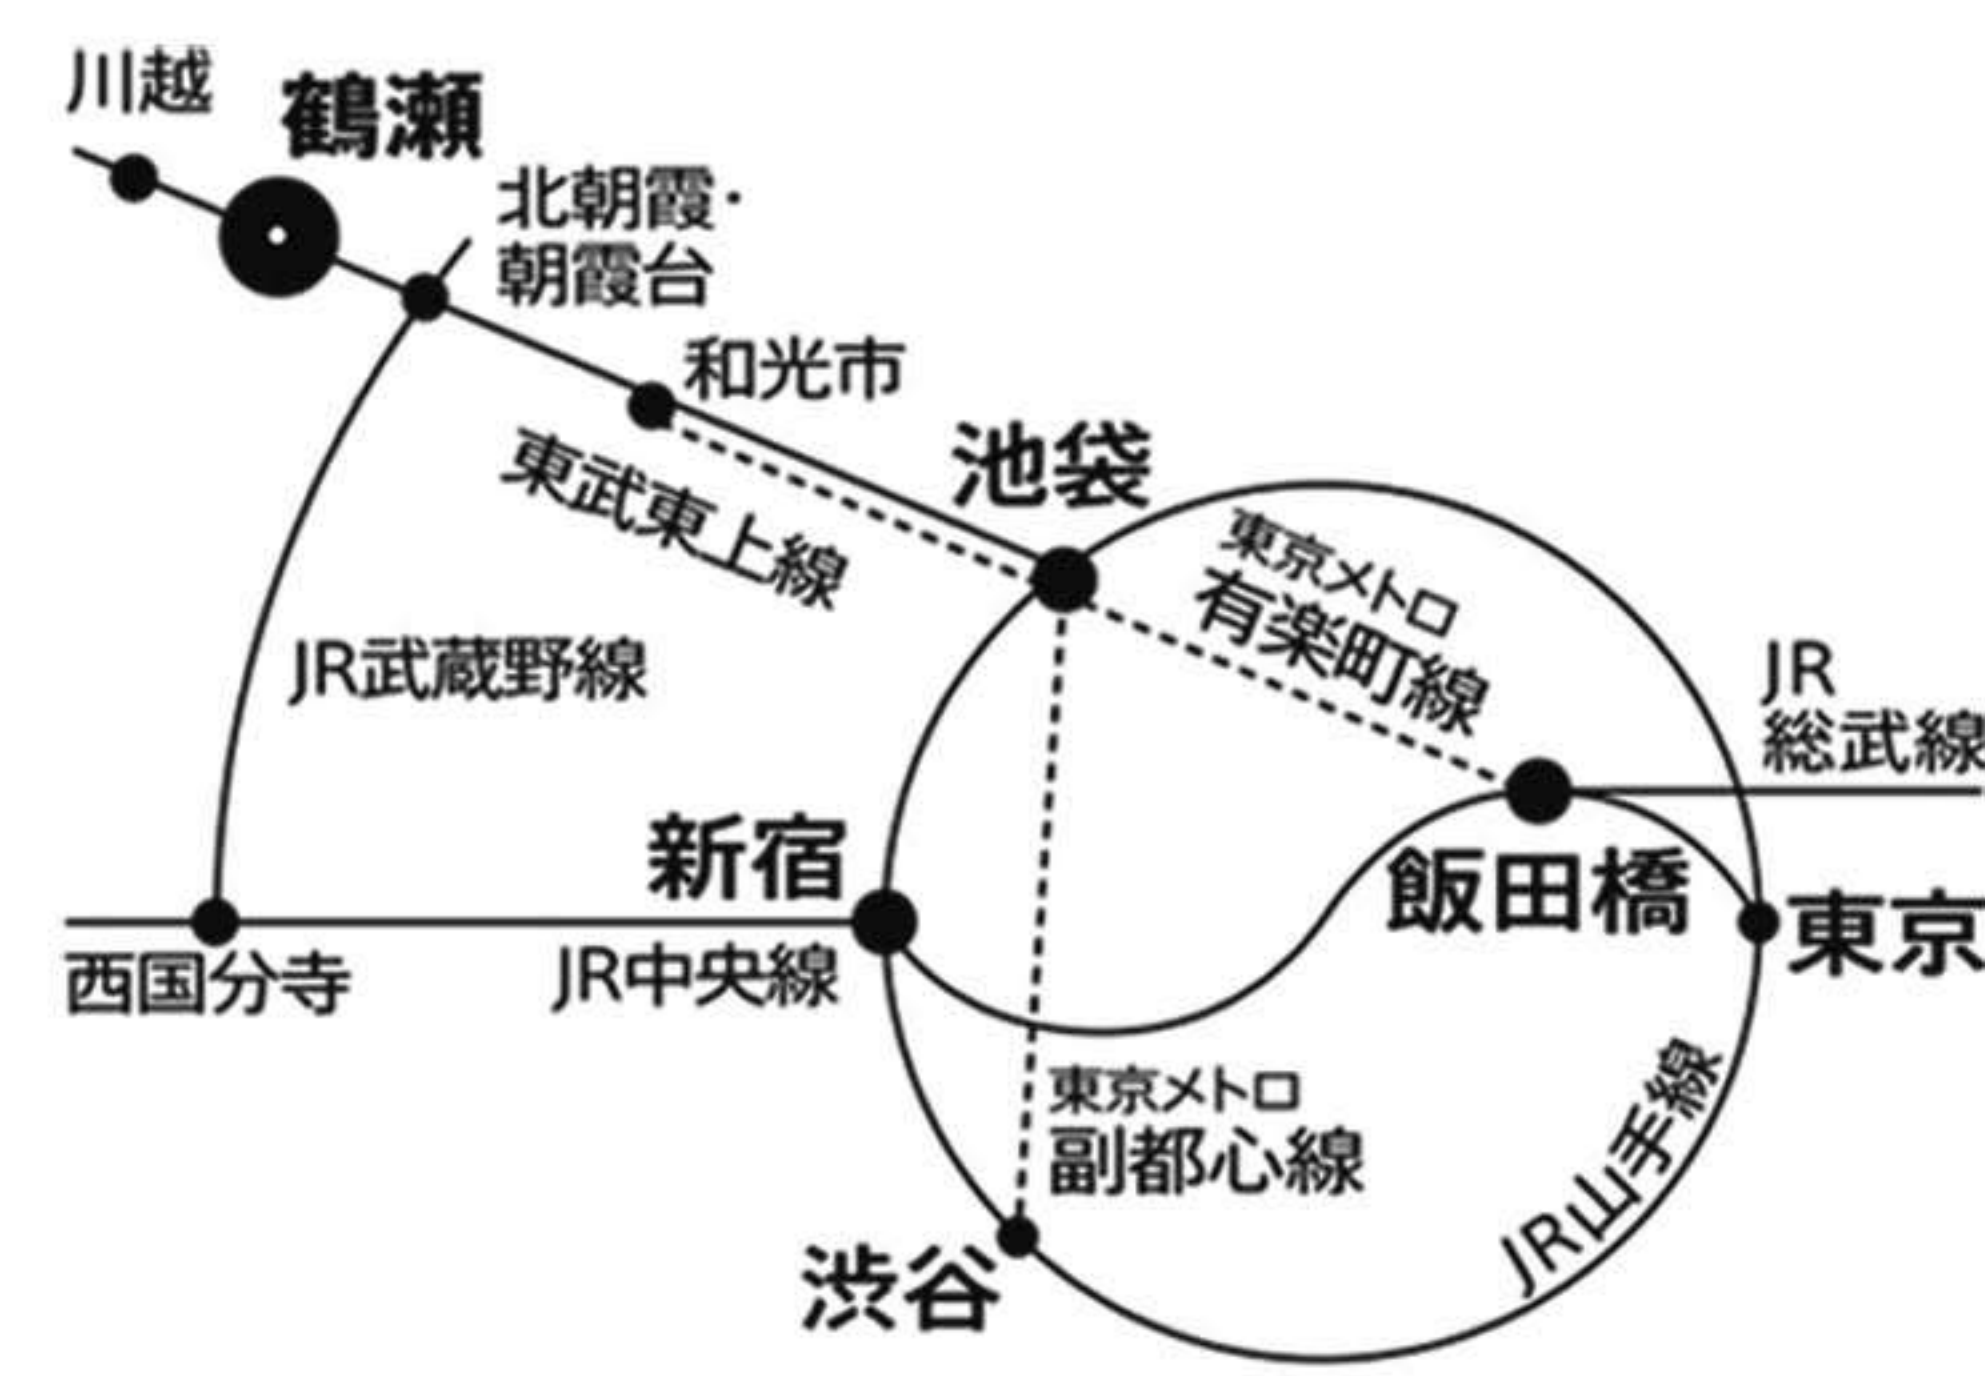 川越
鶴瀬
北朝霞・
朝霞台
和光市
東武東上線
池袋
東京メトロ
有楽町線
JR武蔵野線
JR
総武線
新宿
飯田橋
東京
西国分寺
JR中央線
東京メトロ
副都心線
JR山手線
渋谷